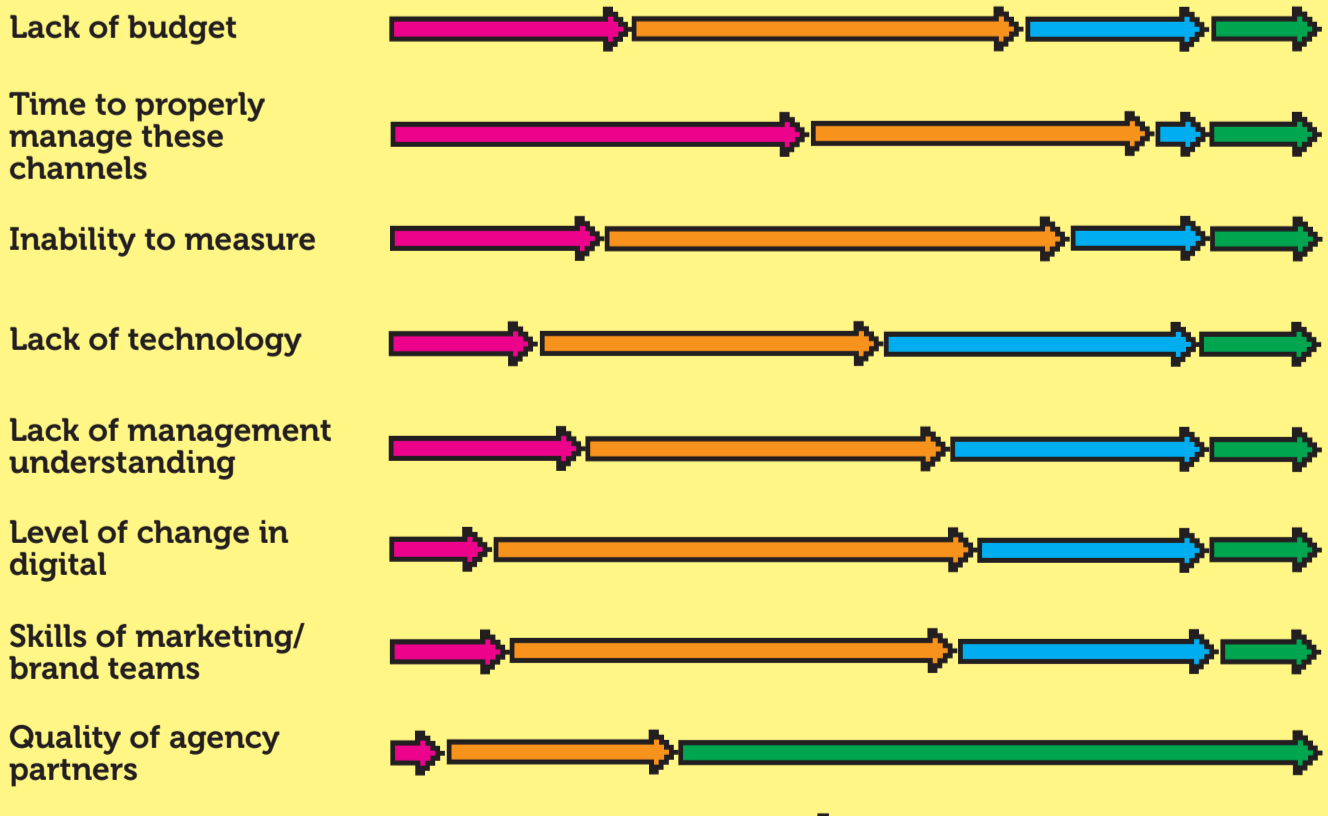 Lack of budget
Time to properly
manage these
channels
Inability to measure
Lack of technology
Lack of management
understanding
Level of change in
digital
Skills of marketing/
brand teams
Quality of agency
partners